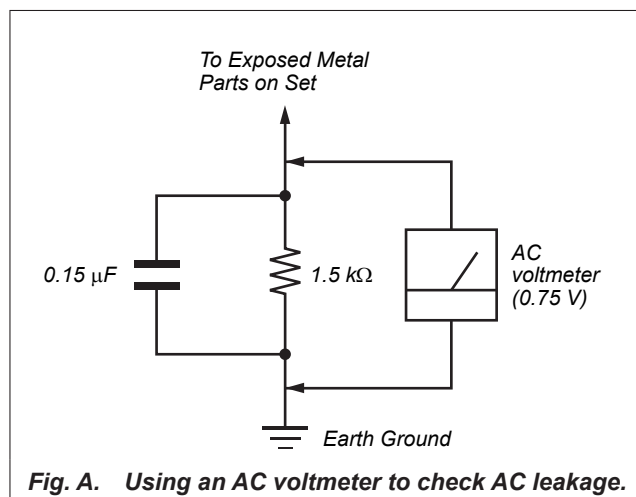 To Exposed Metal
Parts on Set
0.15 μF
1.5 kΩ
AC
voltmeter
(0.75 V)
Earth Ground
Fig. A. Using an AC voltmeter to check AC leakage.